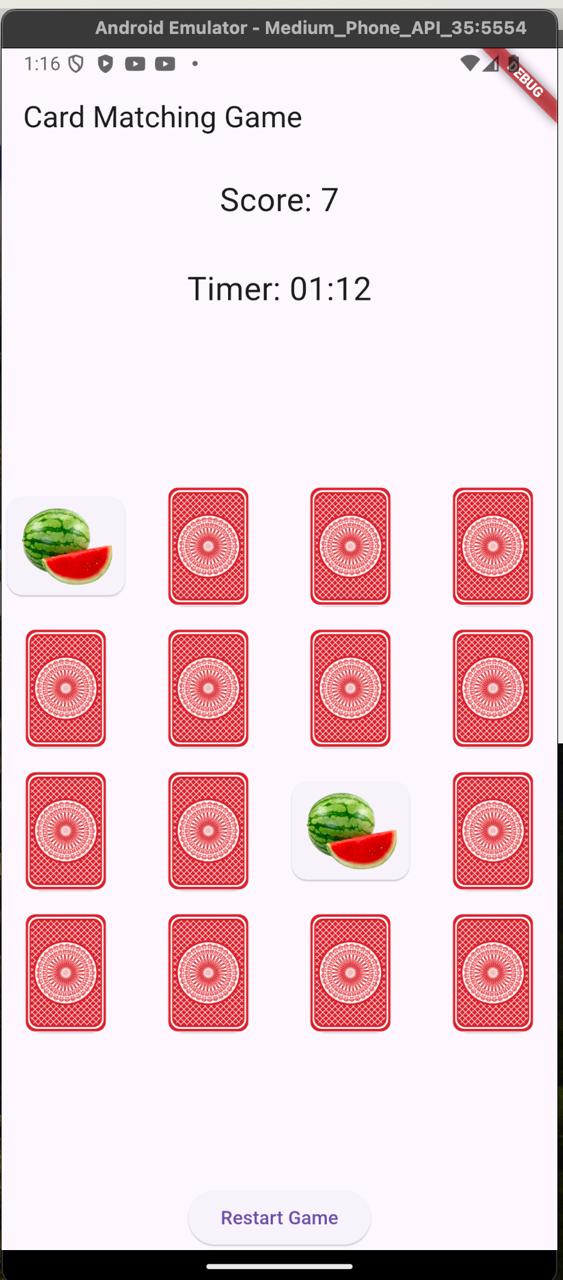 Android Emulator - Medium_Phone_API_35:5554
1:16
DEBUG
Card Matching Game
Score: 7
Timer: 01:12
Restart Game